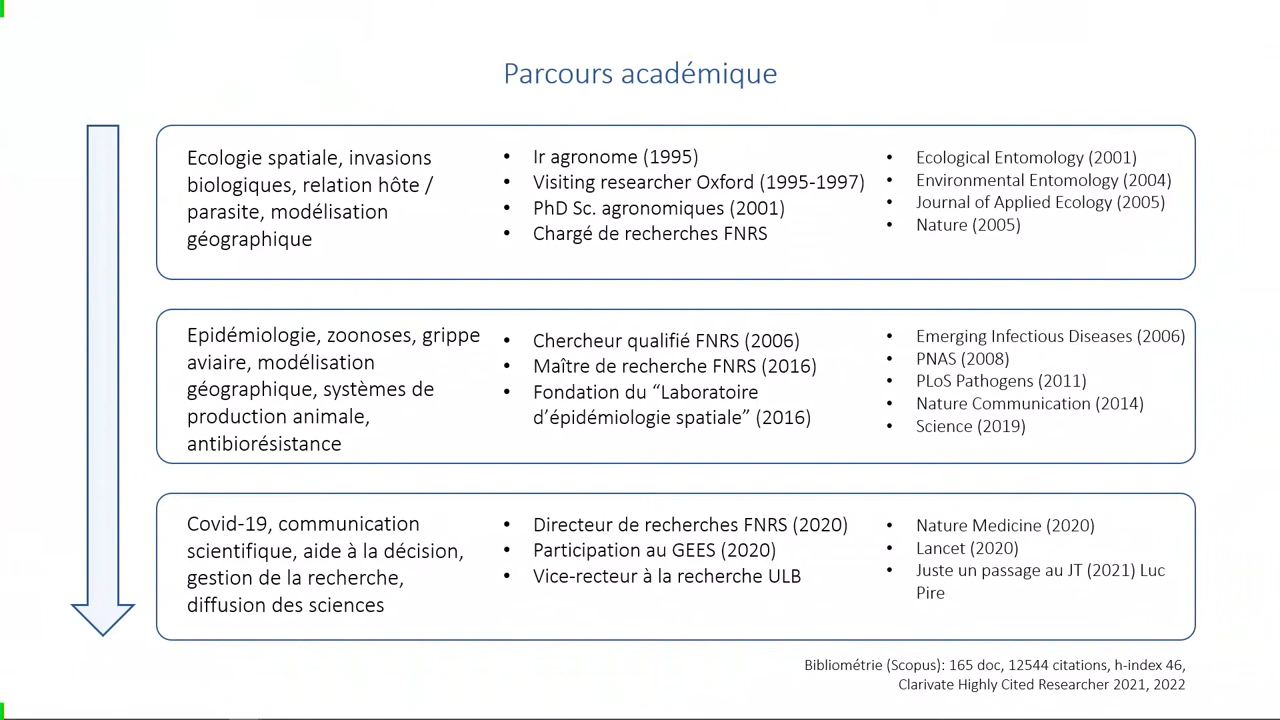 Parcours académique
Ecologie spatiale, invasions
biologiques, relation hôte /
parasite, modélisation
géographique
• Ir agronome (1995)
• Visiting researcher Oxford (1995-1997)
• PhD Sc. agronomiques (2001)
• Chargé de recherches FNRS
• Ecological Entomology (2001)
• Environmental Entomology (2004)
• Journal of Applied Ecology (2005)
• Nature (2005)
Epidémiologie, zoonoses, grippe
aviaire, modélisation
géographique, systèmes de
production animale,
antibiorésistance
• Chercheur qualifié FNRS (2006)
• Maître de recherche FNRS (2016)
• Fondation du “Laboratoire
d’épidémiologie spatiale” (2016)
• Emerging Infectious Diseases (2006)
• PNAS (2008)
• PLoS Pathogens (2011)
• Nature Communication (2014)
• Science (2019)
Covid-19, communication
scientifique, aide à la décision,
gestion de la recherche,
diffusion des sciences
• Directeur de recherches FNRS (2020)
• Participation au GEES (2020)
• Vice-recteur à la recherche ULB
• Nature Medicine (2020)
• Lancet (2020)
• Juste un passage au JT (2021) Luc
Pire
Bibliométrie (Scopus): 165 doc, 12544 citations, h-index 46,
Clarivate Highly Cited Researcher 2021, 2022